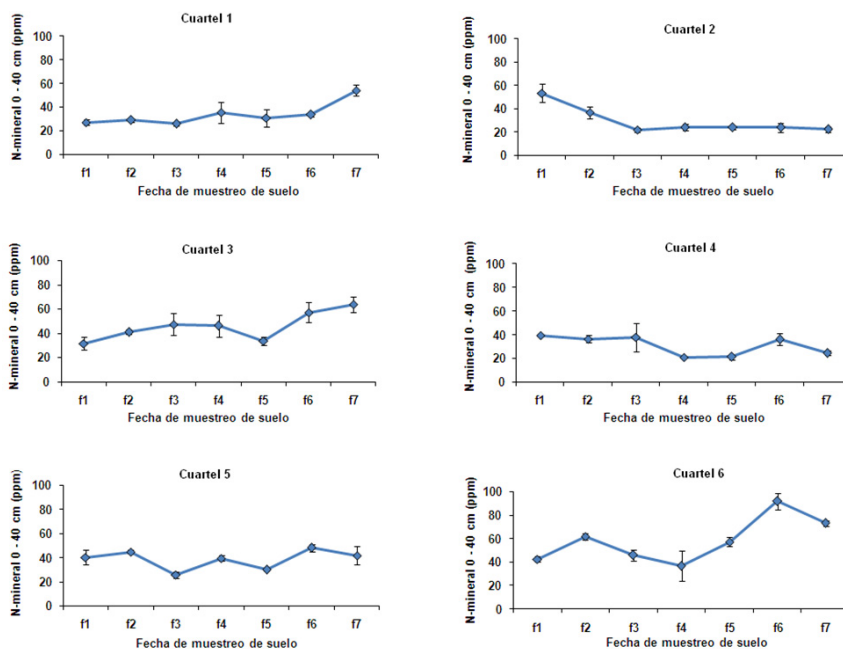 Cuartel 1
N-mineral 0 - 40 cm (ppm)
100
80
60
40
20
0
f1 f2 f3 f4 f5 f6 f7
Fecha de muestreo de suelo
Cuartel 2
N-mineral 0 - 40 cm (ppm)
100
80
60
40
20
0
f1 f2 f3 f4 f5 f6 f7
Fecha de muestreo de suelo
Cuartel 3
N-mineral 0 - 40 cm (ppm)
100
80
60
40
20
0
f1 f2 f3 f4 f5 f6 f7
Fecha de muestreo de suelo
Cuartel 4
N-mineral 0 - 40 cm (ppm)
100
80
60
40
20
0
f1 f2 f3 f4 f5 f6 f7
Fecha de muestreo de suelo
Cuartel 5
N-mineral 0 - 40 cm (ppm)
100
80
60
40
20
0
f1 f2 f3 f4 f5 f6 f7
Fecha de muestreo de suelo
Cuartel 6
N-mineral 0 - 40 cm (ppm)
100
80
60
40
20
0
f1 f2 f3 f4 f5 f6 f7
Fecha de muestreo de suelo